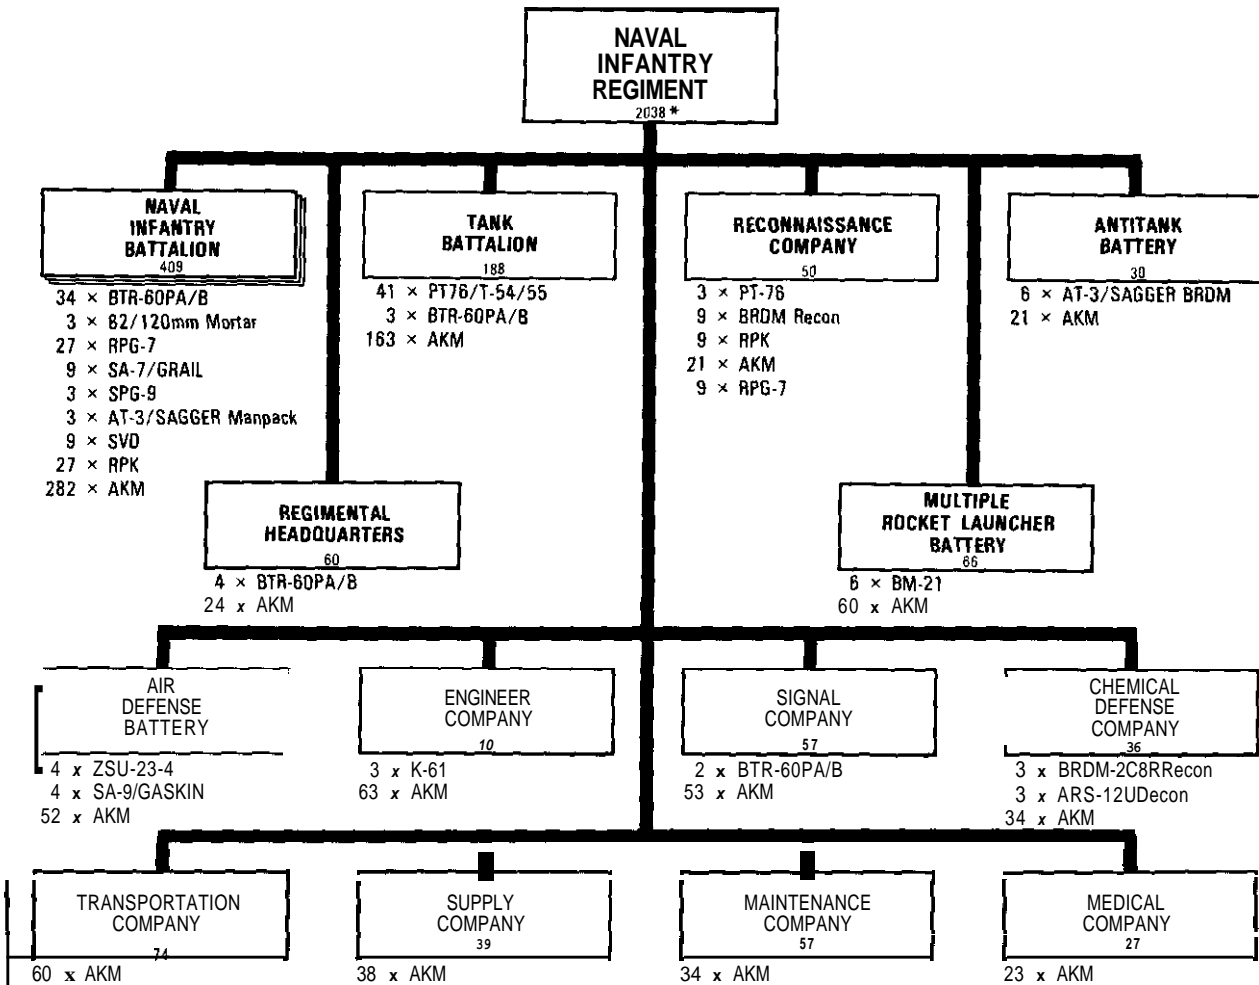 NAVAL
INFANTRY
REGIMENT
2038 *
NAVAL
INFANTRY
BATTALION
409
34 × BTR-60PA/B
3 × 82/120mm Mortar
27 × RPG-7
9 × SA-7/GRAIL
3 × SPG-9
3 × AT-3/SAGGER Manpack
9 × SVD
27 × RPK
282 × AKM
TANK
BATTALION
188
41 × PT76/T-54/55
3 × BTR-60PA/B
163 × AKM
RECONNAISSANCE
COMPANY
50
3 × PT-76
9 × BRDM Recon
9 × RPK
21 × AKM
9 × RPG-7
ANTITANK
BATTERY
30
6 × AT-3/SAGGER BRDM
21 × AKM
REGIMENTAL
HEADQUARTERS
60
4 × BTR-60PA/B
24 x AKM
MULTIPLE
ROCKET LAUNCHER
BATTERY
66
6 × BM-21
60 x AKM
AIR
DEFENSE
BATTERY
4 x ZSU-23-4
4 x SA-9/GASKIN
52 x AKM
ENGINEER
COMPANY
10
3 x K-61
63 x AKM
SIGNAL
COMPANY
57
2 x BTR-60PA/B
53 x AKM
CHEMICAL
DEFENSE
COMPANY
36
3 x BRDM-2C8RRecon
3 x ARS-12UDecon
34 x AKM
TRANSPORTATION
COMPANY
74
60 x AKM
SUPPLY
COMPANY
39
38 x AKM
MAINTENANCE
COMPANY
57
34 x AKM
MEDICAL
COMPANY
27
23 x AKM